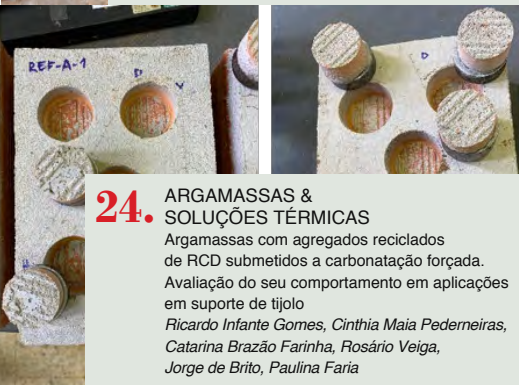 REF-A-1
D
V
D
24.
ARGAMASSAS &
SOLUÇÕES TÉRMICAS
Argamassas com agregados reciclados
de RCD submetidos a carbonatação forçada.
Avaliação do seu comportamento em aplicações
em suporte de tijolo
Ricardo Infante Gomes, Cinthia Maia Pederneiras,
Catarina Brazão Farinha, Rosário Veiga,
Jorge de Brito, Paulina Faria